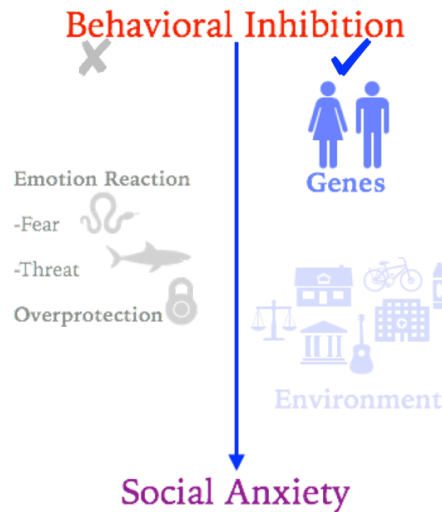 Behavioral Inhibition
Genes
Emotion Reaction
-Fear
-Threat
Overprotection
Environment
Social Anxiety